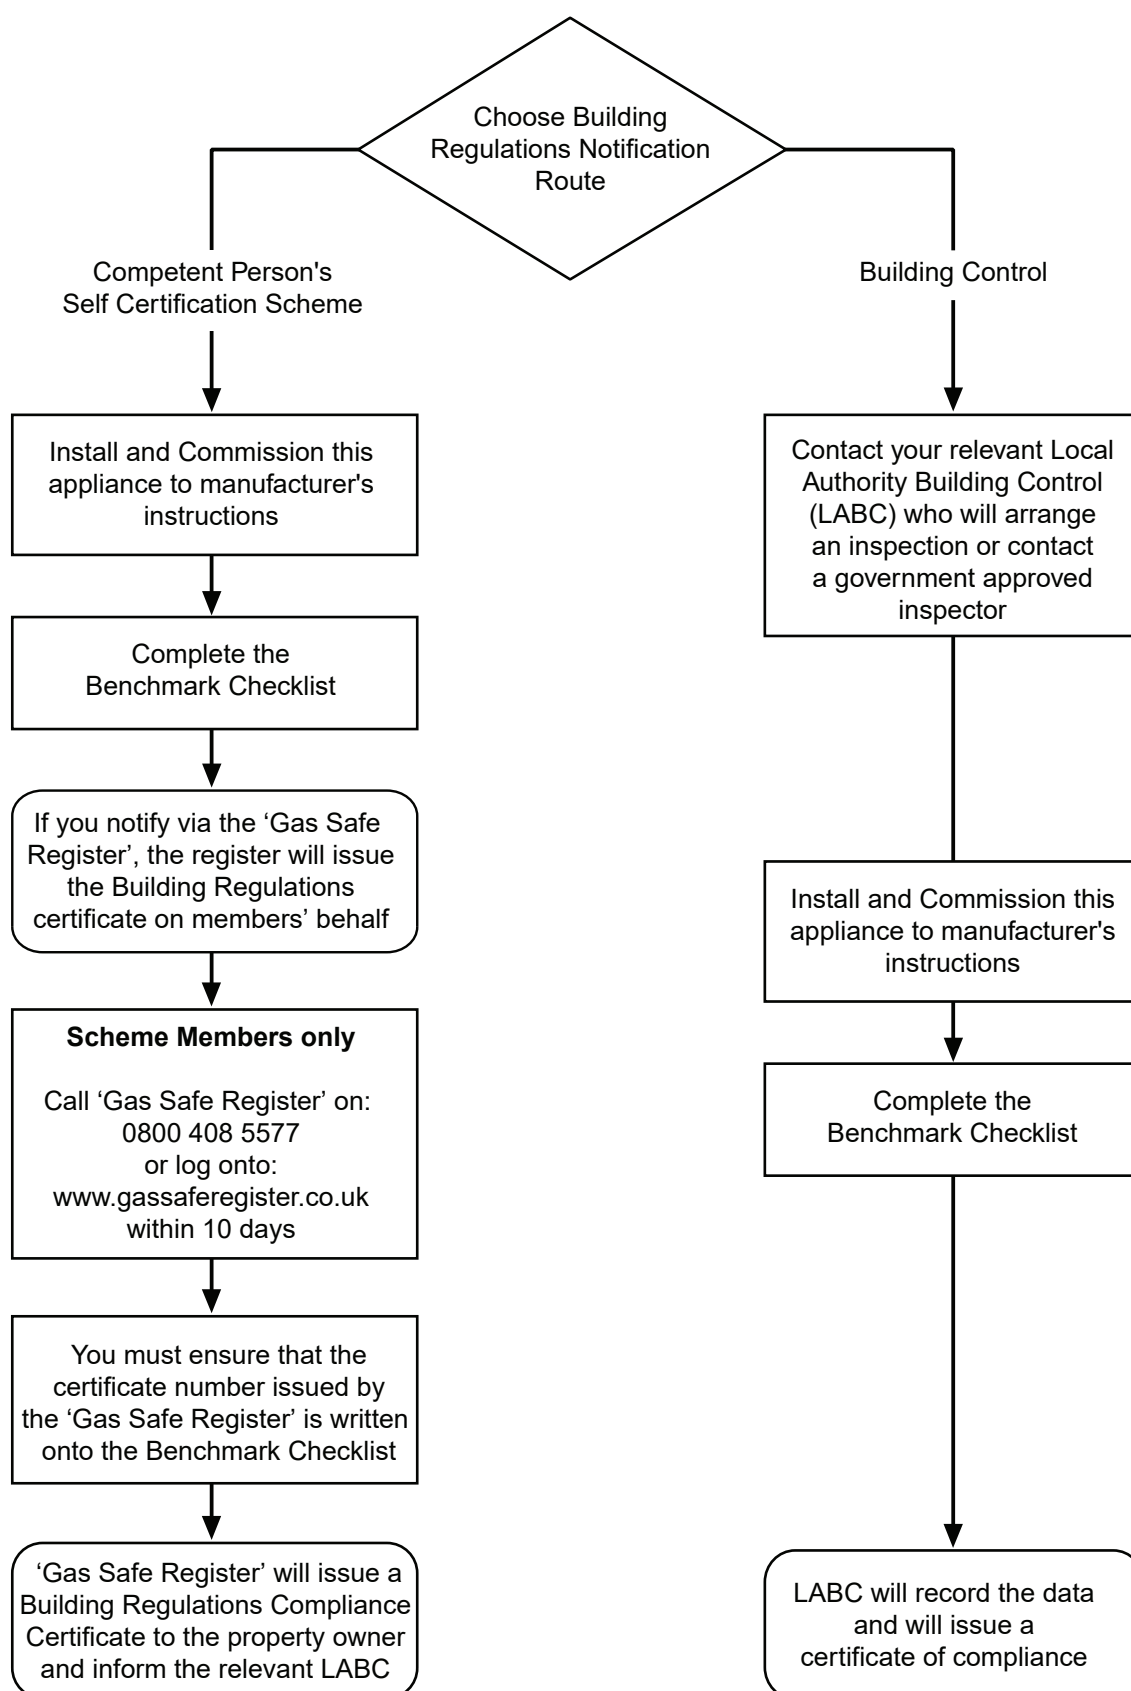 Choose Building
Regulations Notification
Route
Competent Person's
Self Certification Scheme
Building Control
Install and Commission this
appliance to manufacturer's
instructions
Complete the
Benchmark Checklist
If you notify via the ‘Gas Safe
Register’, the register will issue
the Building Regulations
certificate on members’ behalf
Scheme Members only
Call ‘Gas Safe Register’ on:
0800 408 5577
or log onto:
www.gassaferegister.co.uk
within 10 days
You must ensure that the
certificate number issued by
the ‘Gas Safe Register’ is written
onto the Benchmark Checklist
‘Gas Safe Register’ will issue a
Building Regulations Compliance
Certificate to the property owner
and inform the relevant LABC
Contact your relevant Local
Authority Building Control
(LABC) who will arrange
an inspection or contact
a government approved
inspector
Install and Commission this
appliance to manufacturer's
instructions
Complete the
Benchmark Checklist
LABC will record the data
and will issue a
certificate of compliance